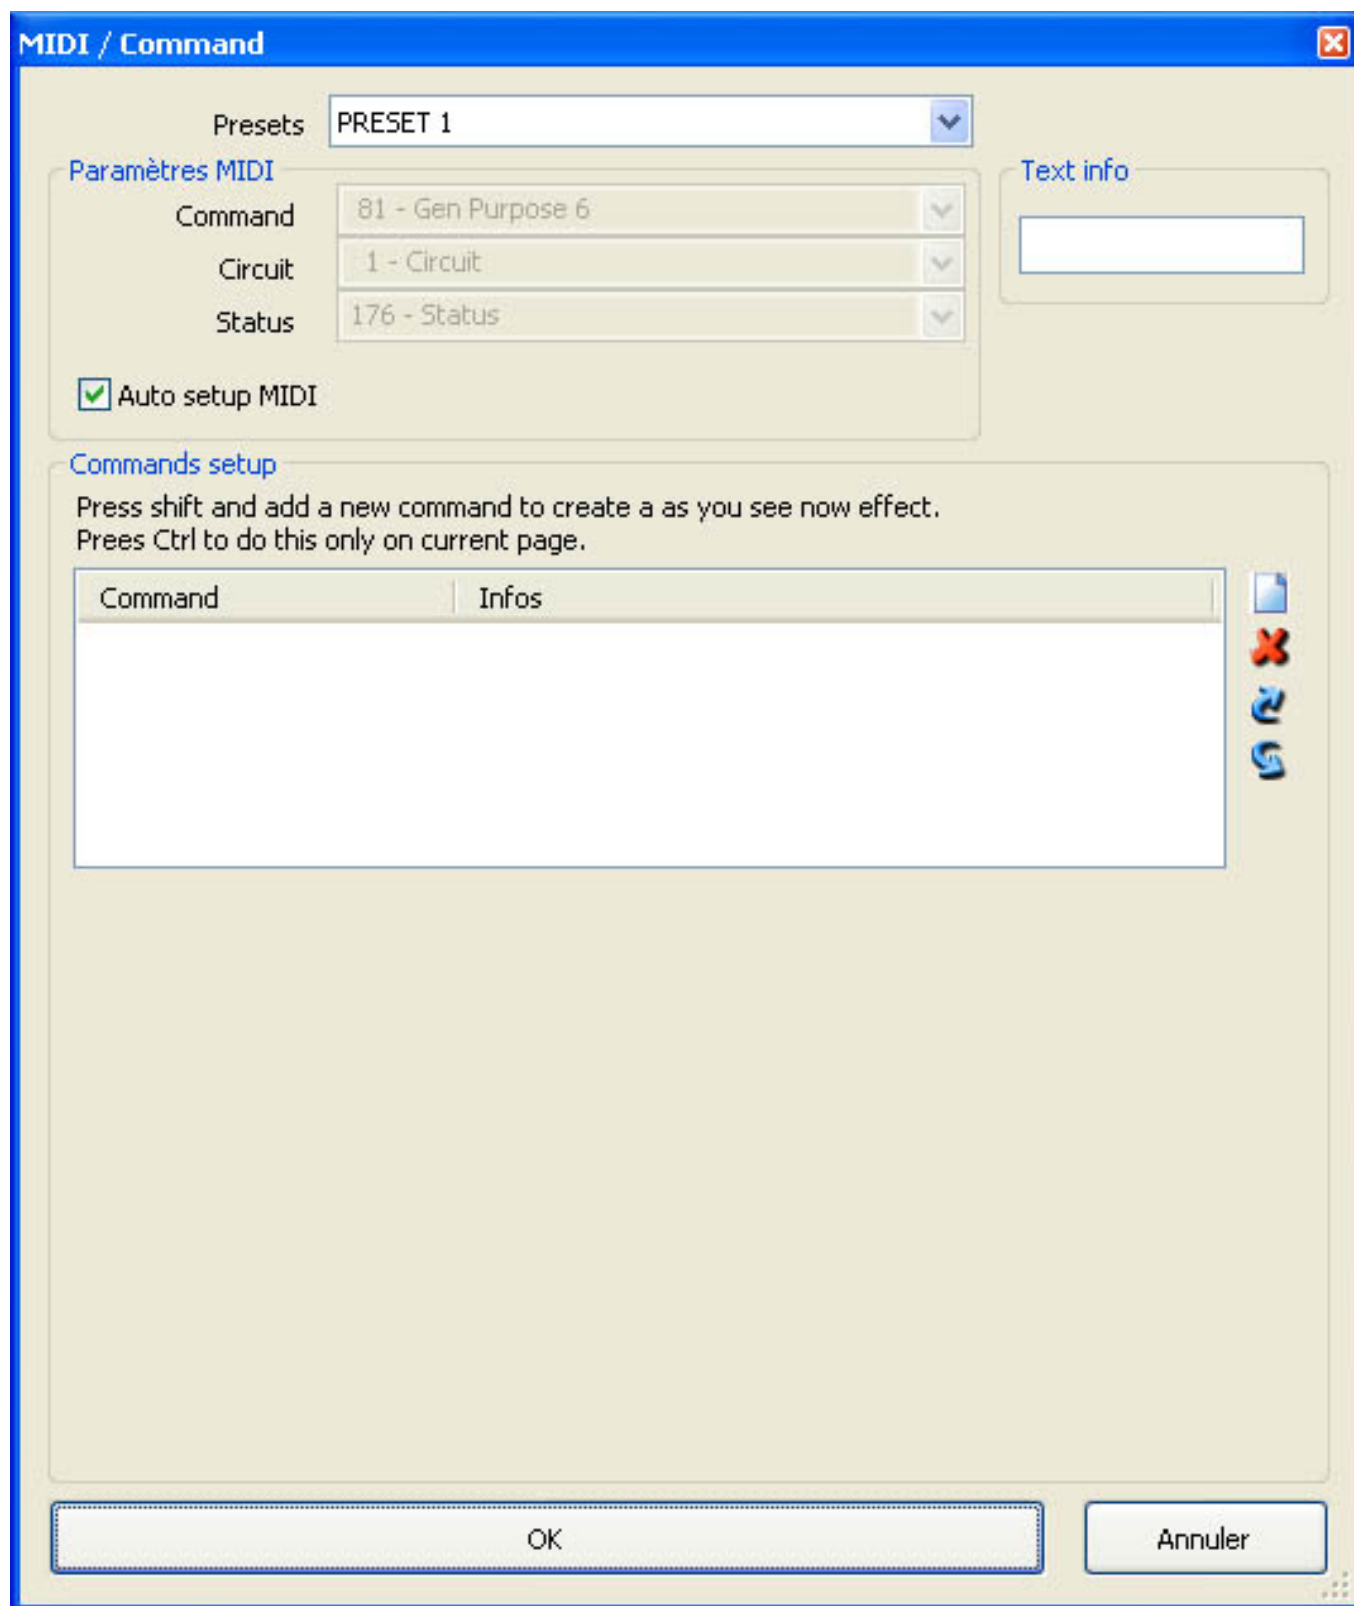 MIDI / Command
Presets PRESET 1
Paramètres MIDI
Command 81 - Gen Purpose 6
Circuit 1 - Circuit
Status 176 - Status
Auto setup MIDI
Text info
Commands setup
Press shift and add a new command to create a as you see now effect.
Prees Ctrl to do this only on current page.
Command Infos
OK Annuler